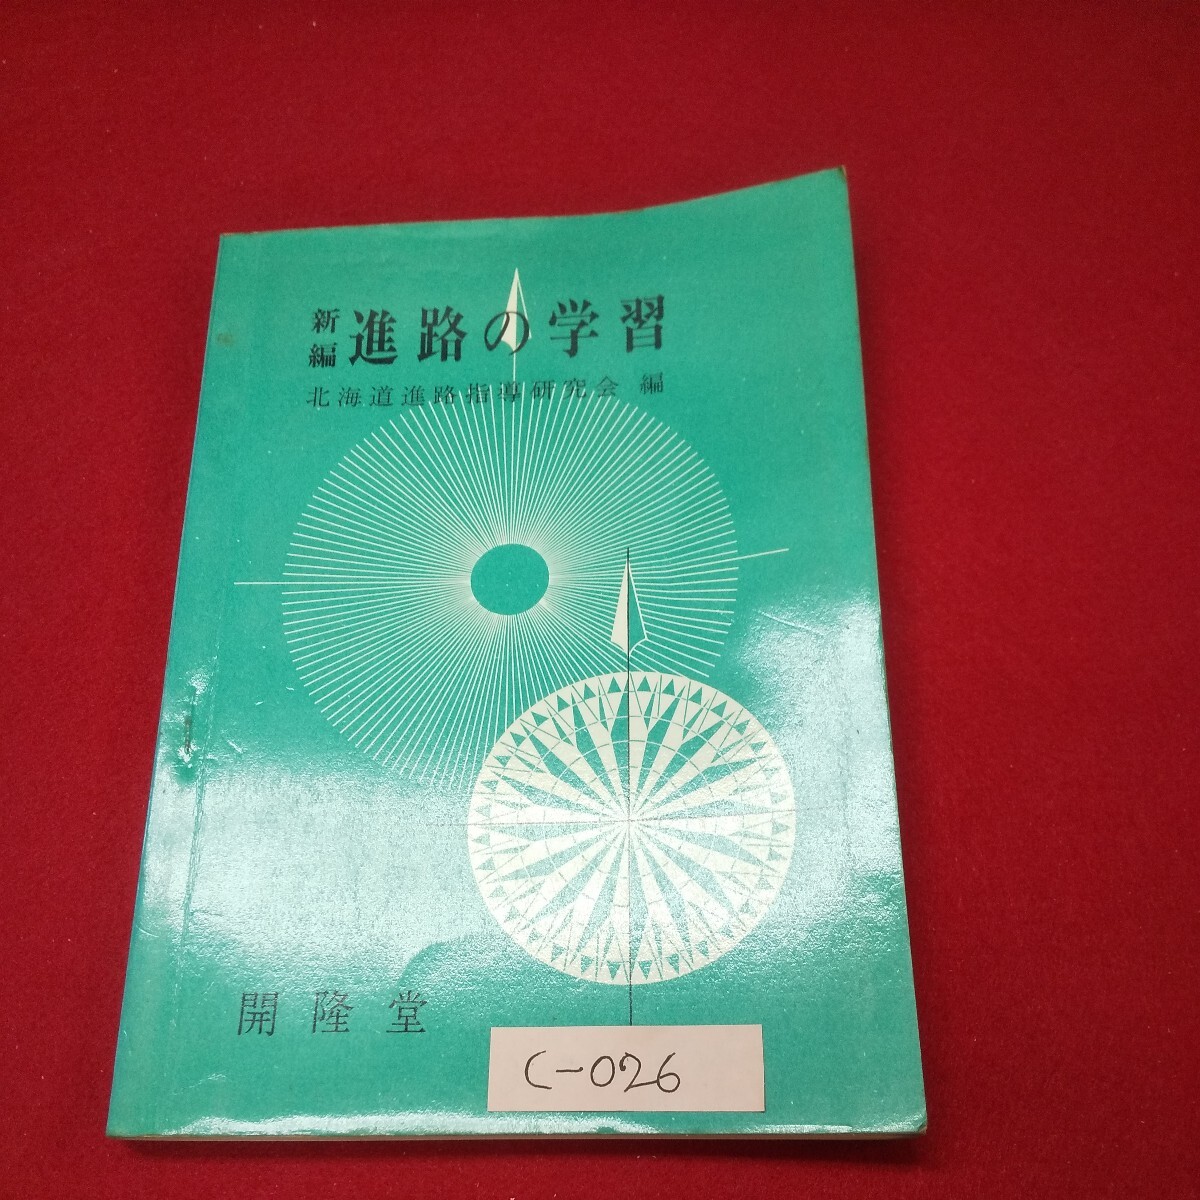 新編 進路の学習
北海道進路指導研究会 編
開隆堂
C-026